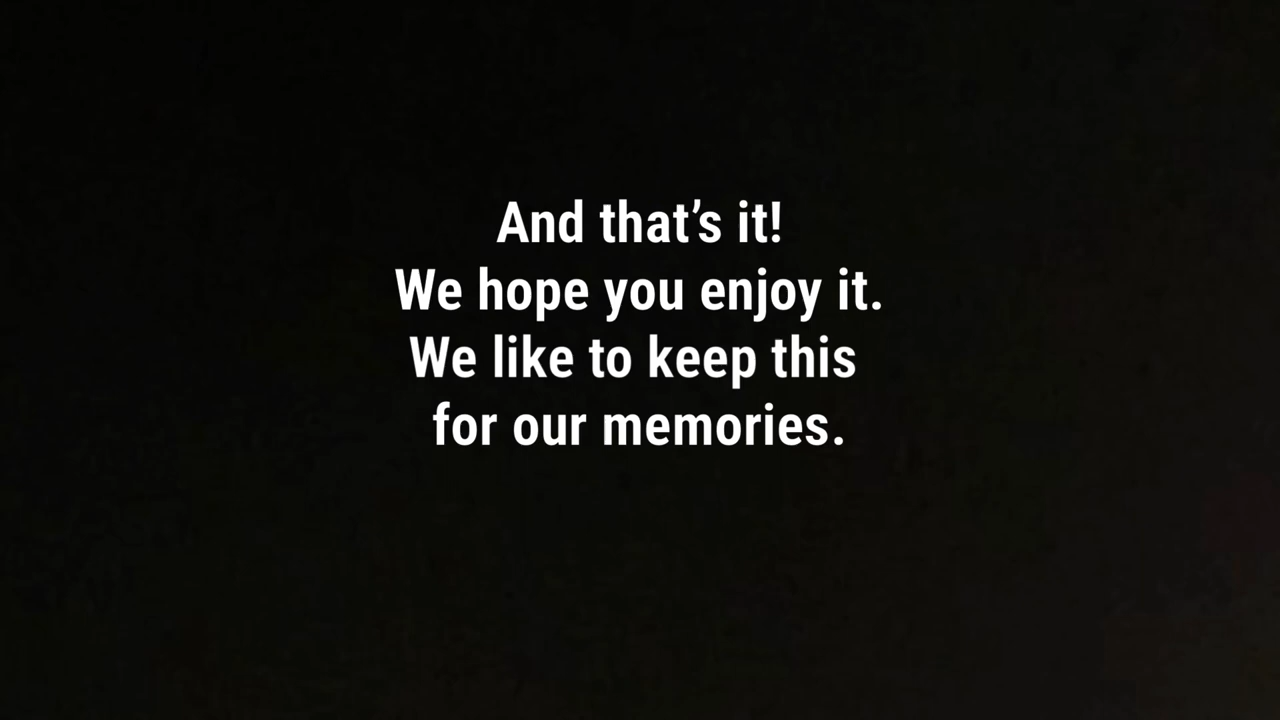 And that’s it!
We hope you enjoy it.
We like to keep this
for our memories.